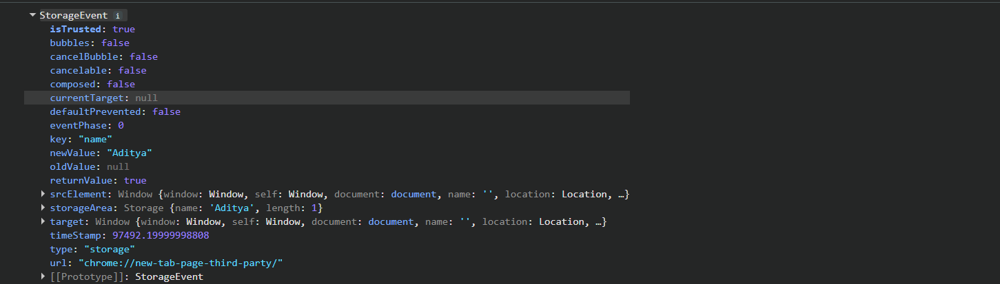 StorageEvent i
isTrusted: true
bubbles: false
cancelBubble: false
cancelable: false
composed: false
currentTarget: null
defaultPrevented: false
eventPhase: 0
key: "name"
newValue: "Aditya"
oldValue: null
returnValue: true
srcElement: Window {window: Window, self: Window, document: document, name: '', location: Location, …}
storageArea: Storage {name: 'Aditya', length: 1}
target: Window {window: Window, self: Window, document: document, name: '', location: Location, …}
timeStamp: 97492.19999998808
type: "storage"
url: "chrome://new-tab-page-third-party/"
[[Prototype]]: StorageEvent